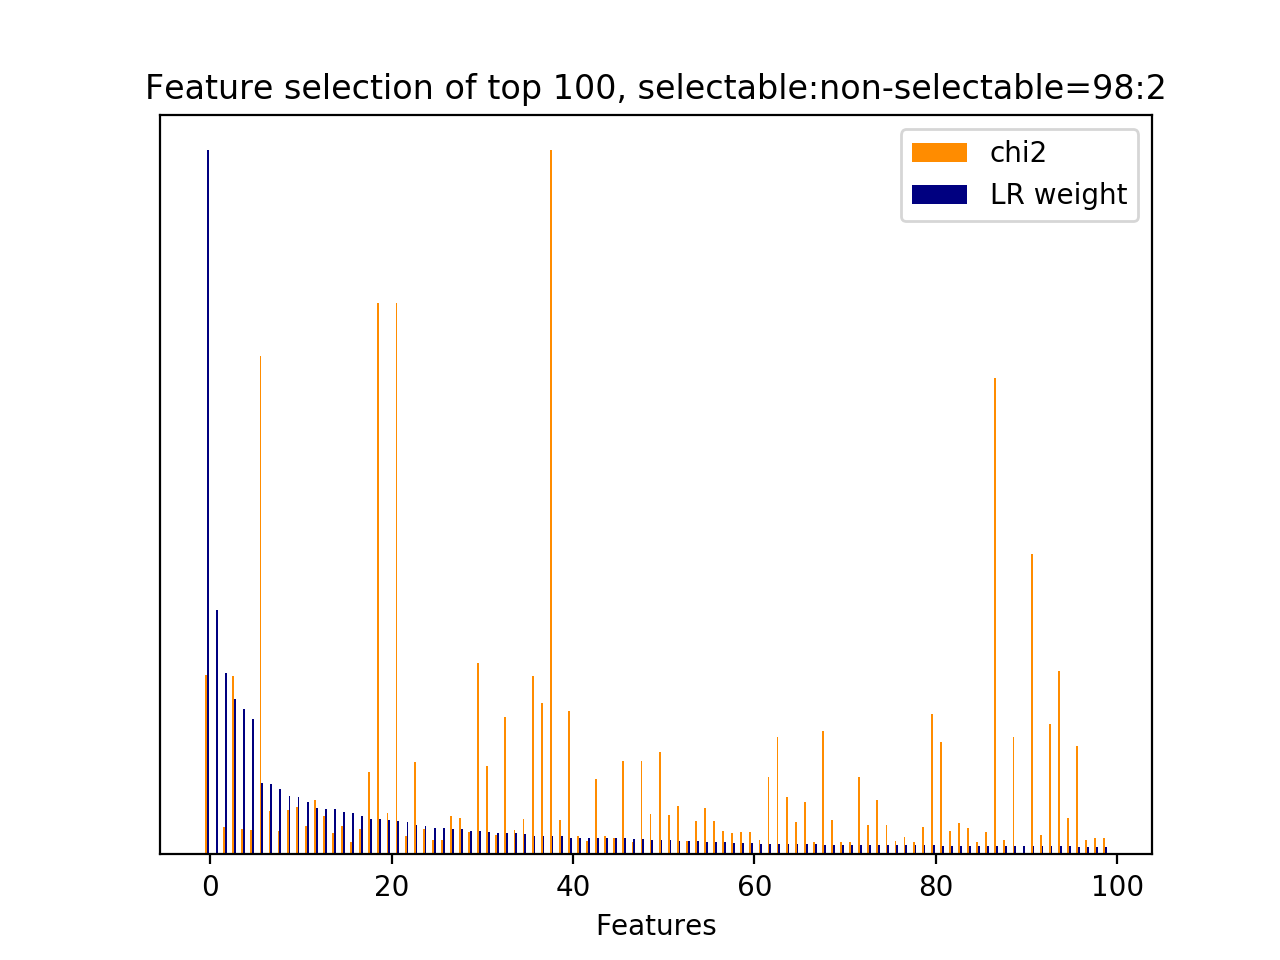 Feature selection of top 100, selectable:non-selectable=98:2
chi2
LR weight
0 20 40 60 80 100
Features